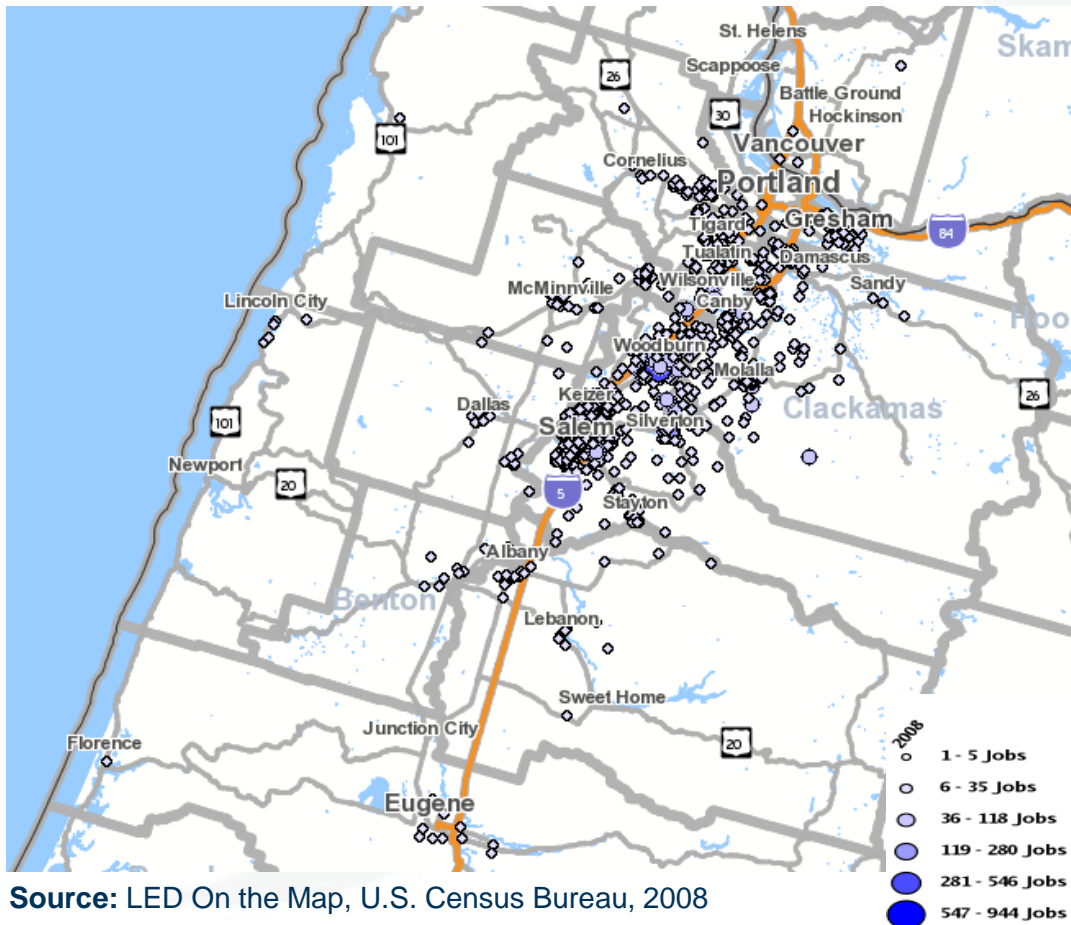 St. Helens
Skam
Scappoose
26
Battle Ground
30
Hockinson
101
Vancouver
Cornelius
Portland
Gresham
Tigard
84
Tualatin
Damascus
Wilsonville
Sandy
McMinnville
Canby
Lincoln City
Hoo
Woodburn
Molalla
Keizer
26
Dallas
Clackamas
101
Silverton
Salem
Newport
20
5
Stayton
Albany
Benton
Lebanon
Sweet Home
Junction City
20
Florence
Eugene
2008
1 - 5 Jobs
6 - 35 Jobs
36 - 118 Jobs
119 - 280 Jobs
281 - 546 Jobs
547 - 944 Jobs
Source: LED On the Map, U.S. Census Bureau, 2008